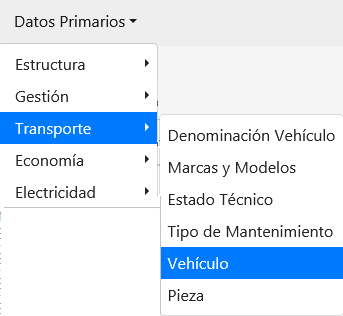 Datos Primarios
Estructura
Gestión
Transporte
Economía
Electricidad
Denominación Vehículo
Marcas y Modelos
Estado Técnico
Tipo de Mantenimiento
Vehículo
Pieza